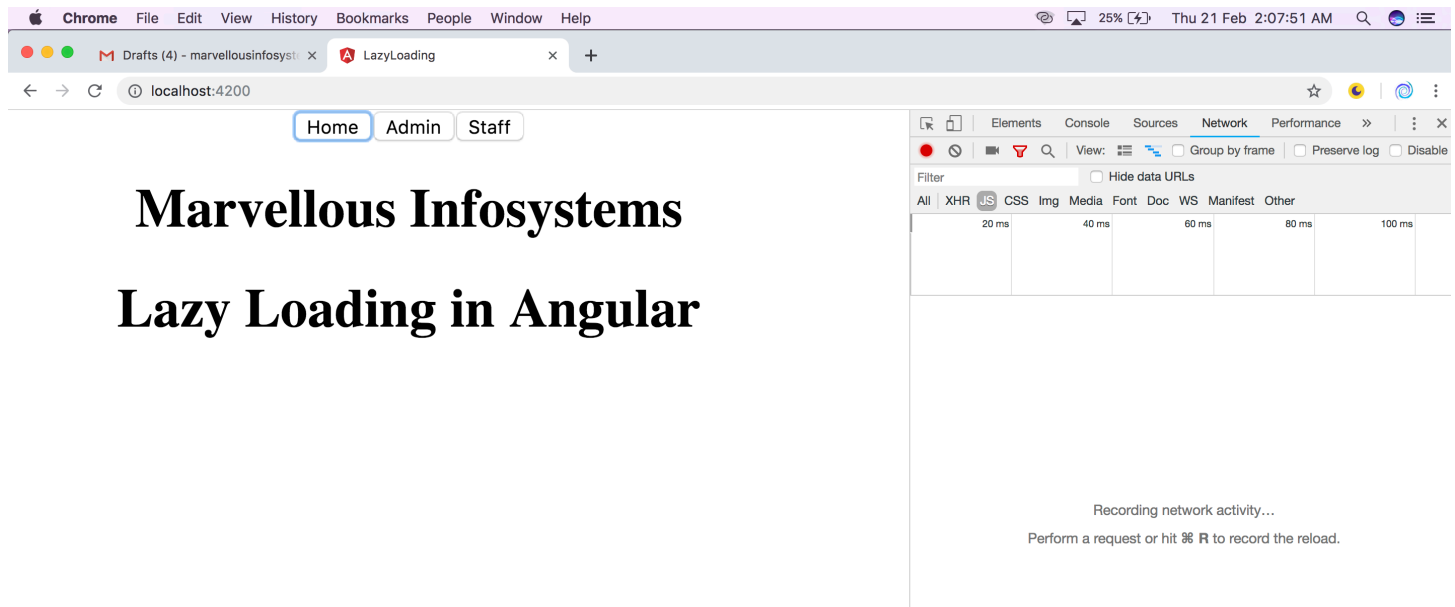 Chrome File Edit View History Bookmarks People Window Help 25% Thu 21 Feb 2:07:51 AM
Drafts (4) - marvellousinfosyste LazyLoading
localhost:4200
Home Admin Staff
Marvellous Infosystems
Lazy Loading in Angular
Elements Console Sources Network Performance »
View: Group by frame Preserve log Disable
Filter Hide data URLs
All XHR JS CSS Img Media Font Doc WS Manifest Other
20 ms 40 ms 60 ms 80 ms 100 ms
Recording network activity…
Perform a request or hit ⌘ R to record the reload.